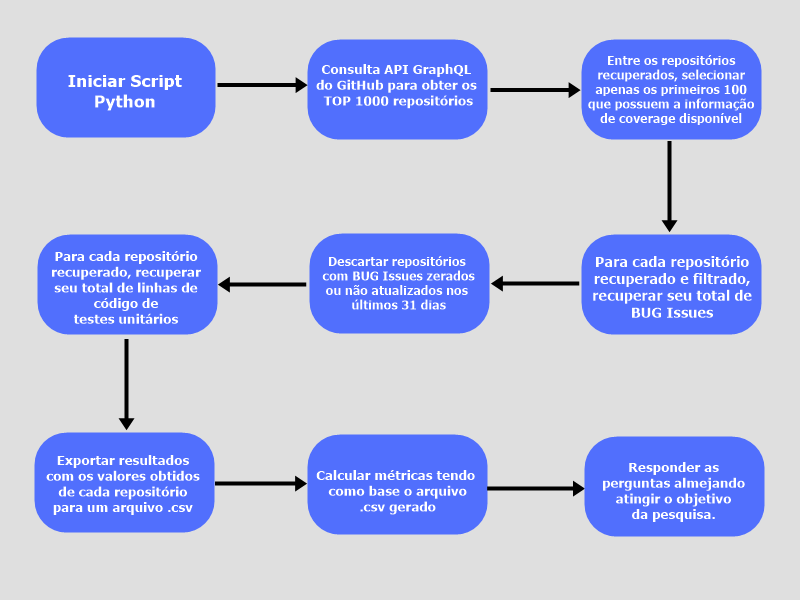 Iniciar Script
Python
Consulta API GraphQL
do GitHub para obter os
TOP 1000 repositórios
Entre os repositórios
recuperados, selecionar
apenas os primeiros 100
que possuem a informação
de coverage disponível
Para cada repositório
recuperado e filtrado,
recuperar seu total de
BUG Issues
Descartar repositórios
com BUG Issues zerados
ou não atualizados nos
últimos 31 dias
Para cada repositório
recuperado, recuperar
seu total de linhas de
código de
testes unitários
Exportar resultados
com os valores obtidos
de cada repositório
para um arquivo .csv
Calcular métricas tendo
como base o arquivo
.csv gerado
Responder as
perguntas almejando
atingir o objetivo
da pesquisa.